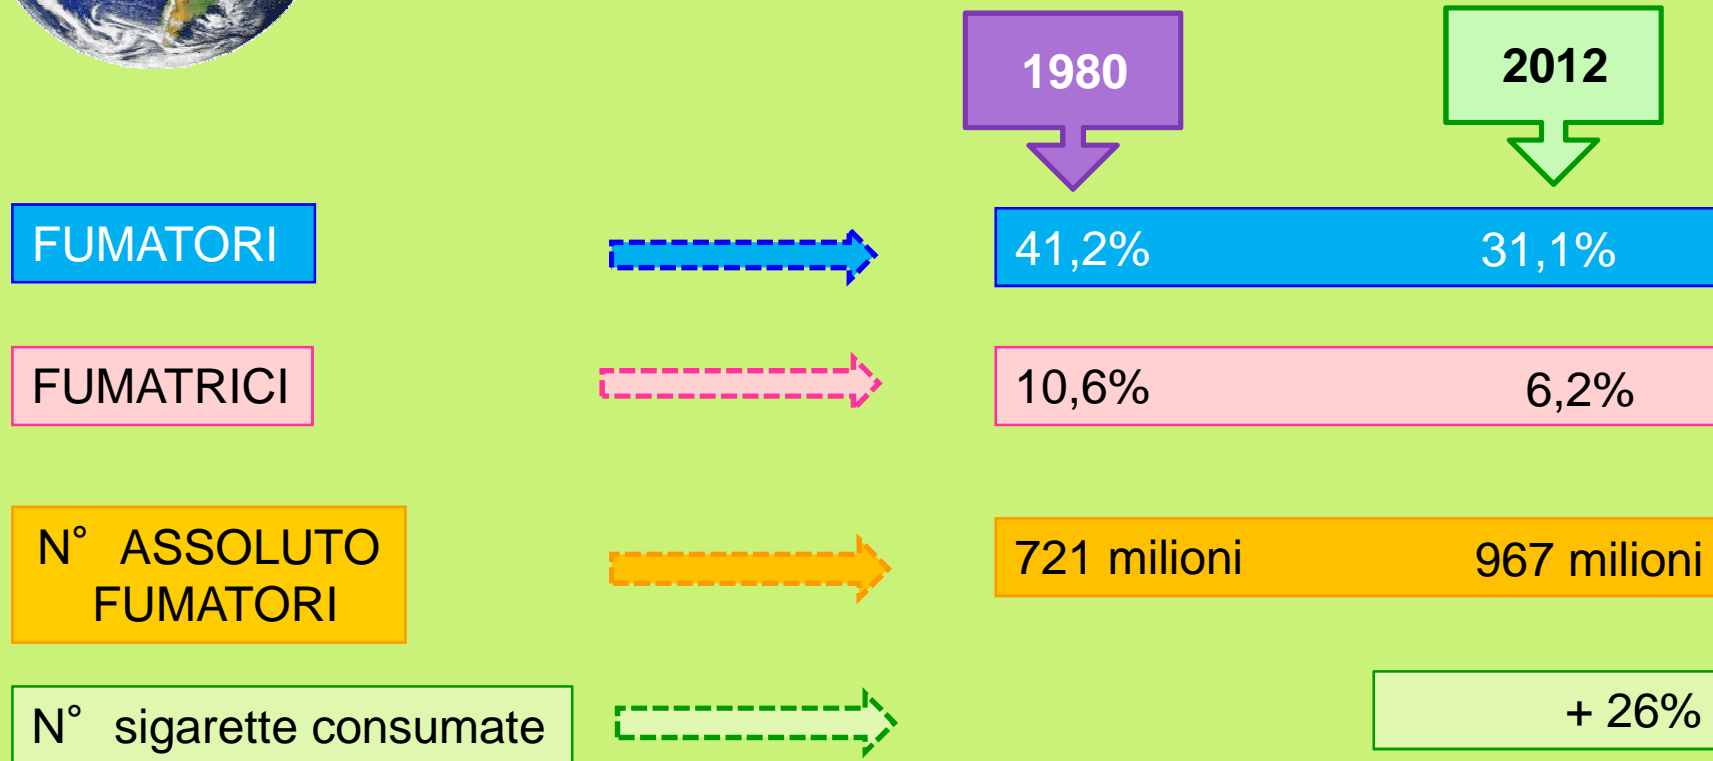 1980
2012
FUMATORI
41,2%
31,1%
FUMATRICI
10,6%
6,2%
N° ASSOLUTO
FUMATORI
721 milioni
967 milioni
N° sigarette consumate
+ 26%